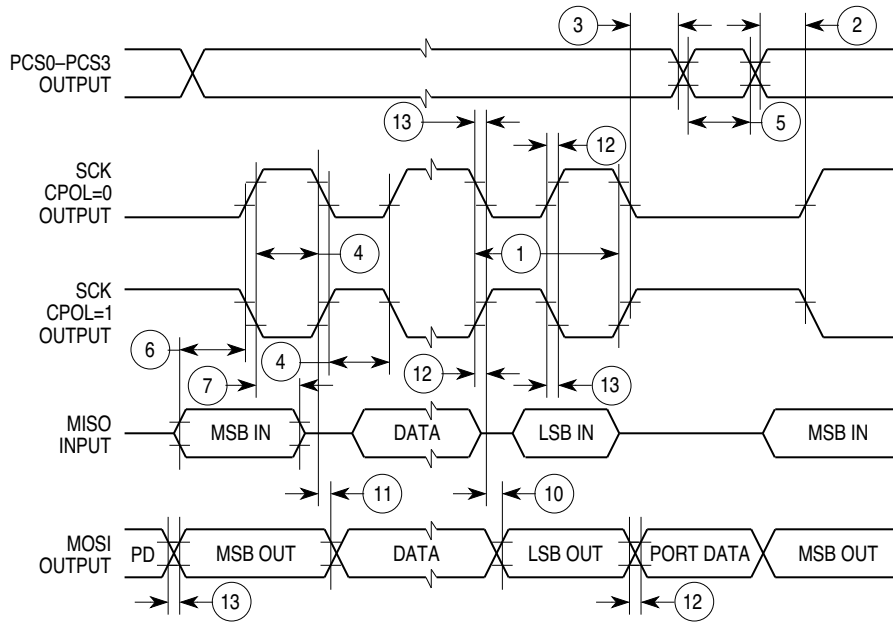 3
2
PCS0–PCS3
OUTPUT
5
13
12
SCK
CPOL=0
OUTPUT
4
1
SCK
CPOL=1
OUTPUT
6
4
7
12
13
MISO
INPUT
MSB IN
DATA
LSB IN
MSB IN
11
10
MOSI
OUTPUT
PD
MSB OUT
DATA
LSB OUT
PORT DATA
MSB OUT
13
12